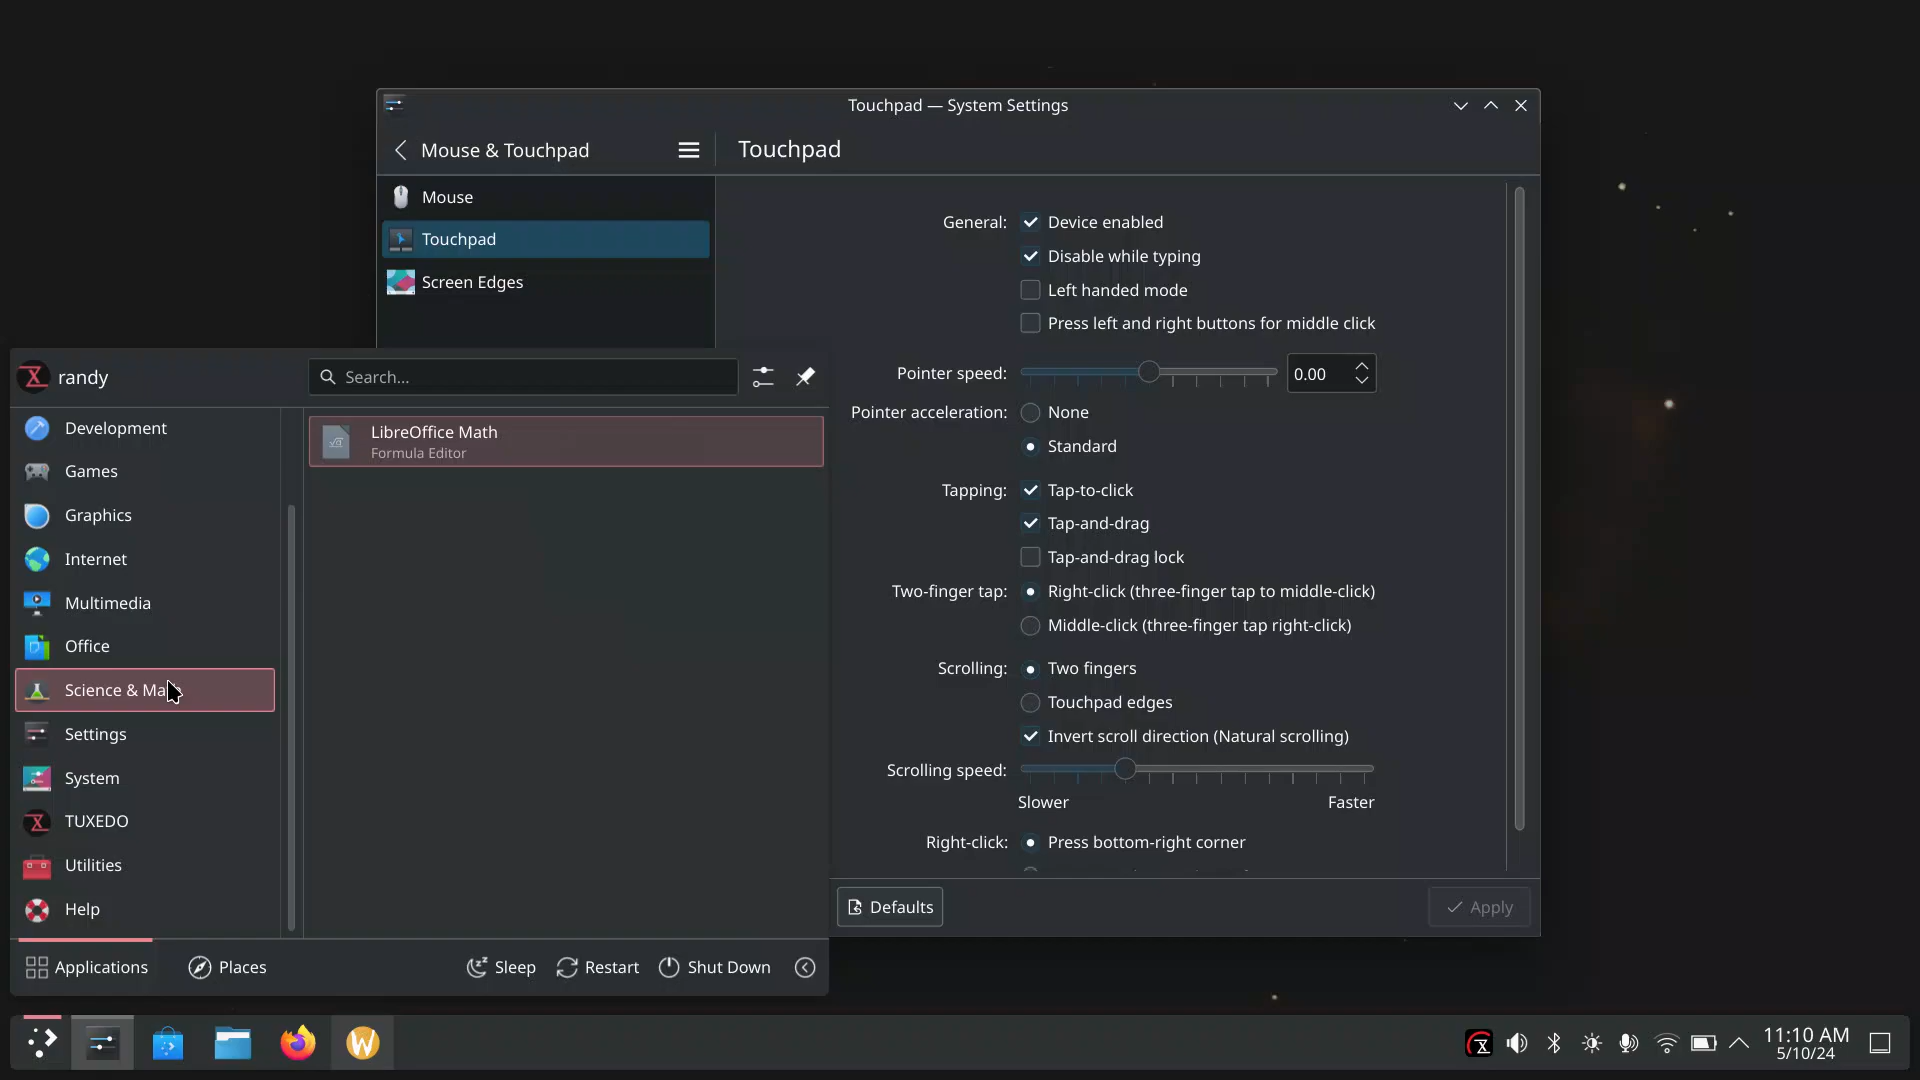 Touchpad — System Settings
Mouse & Touchpad
Touchpad
Mouse
Touchpad
Screen Edges
General:
Device enabled
Disable while typing
Left handed mode
Press left and right buttons for middle click
Pointer speed:
0.00
Pointer acceleration:
None
Standard
Tapping:
Tap-to-click
Tap-and-drag
Tap-and-drag lock
Two-finger tap:
Right-click (three-finger tap to middle-click)
Middle-click (three-finger tap right-click)
Scrolling:
Two fingers
Touchpad edges
Invert scroll direction (Natural scrolling)
Scrolling speed:
Slower
Faster
Right-click:
Press bottom-right corner
Defaults
Apply
randy
Search...
Development
Games
Graphics
Internet
Multimedia
Office
Science &
Settings
System
TUXEDO
Utilities
Help
LibreOffice Math
Formula Editor
Applications
Places
Sleep
Restart
Shut Down
11:10 AM
5/10/24